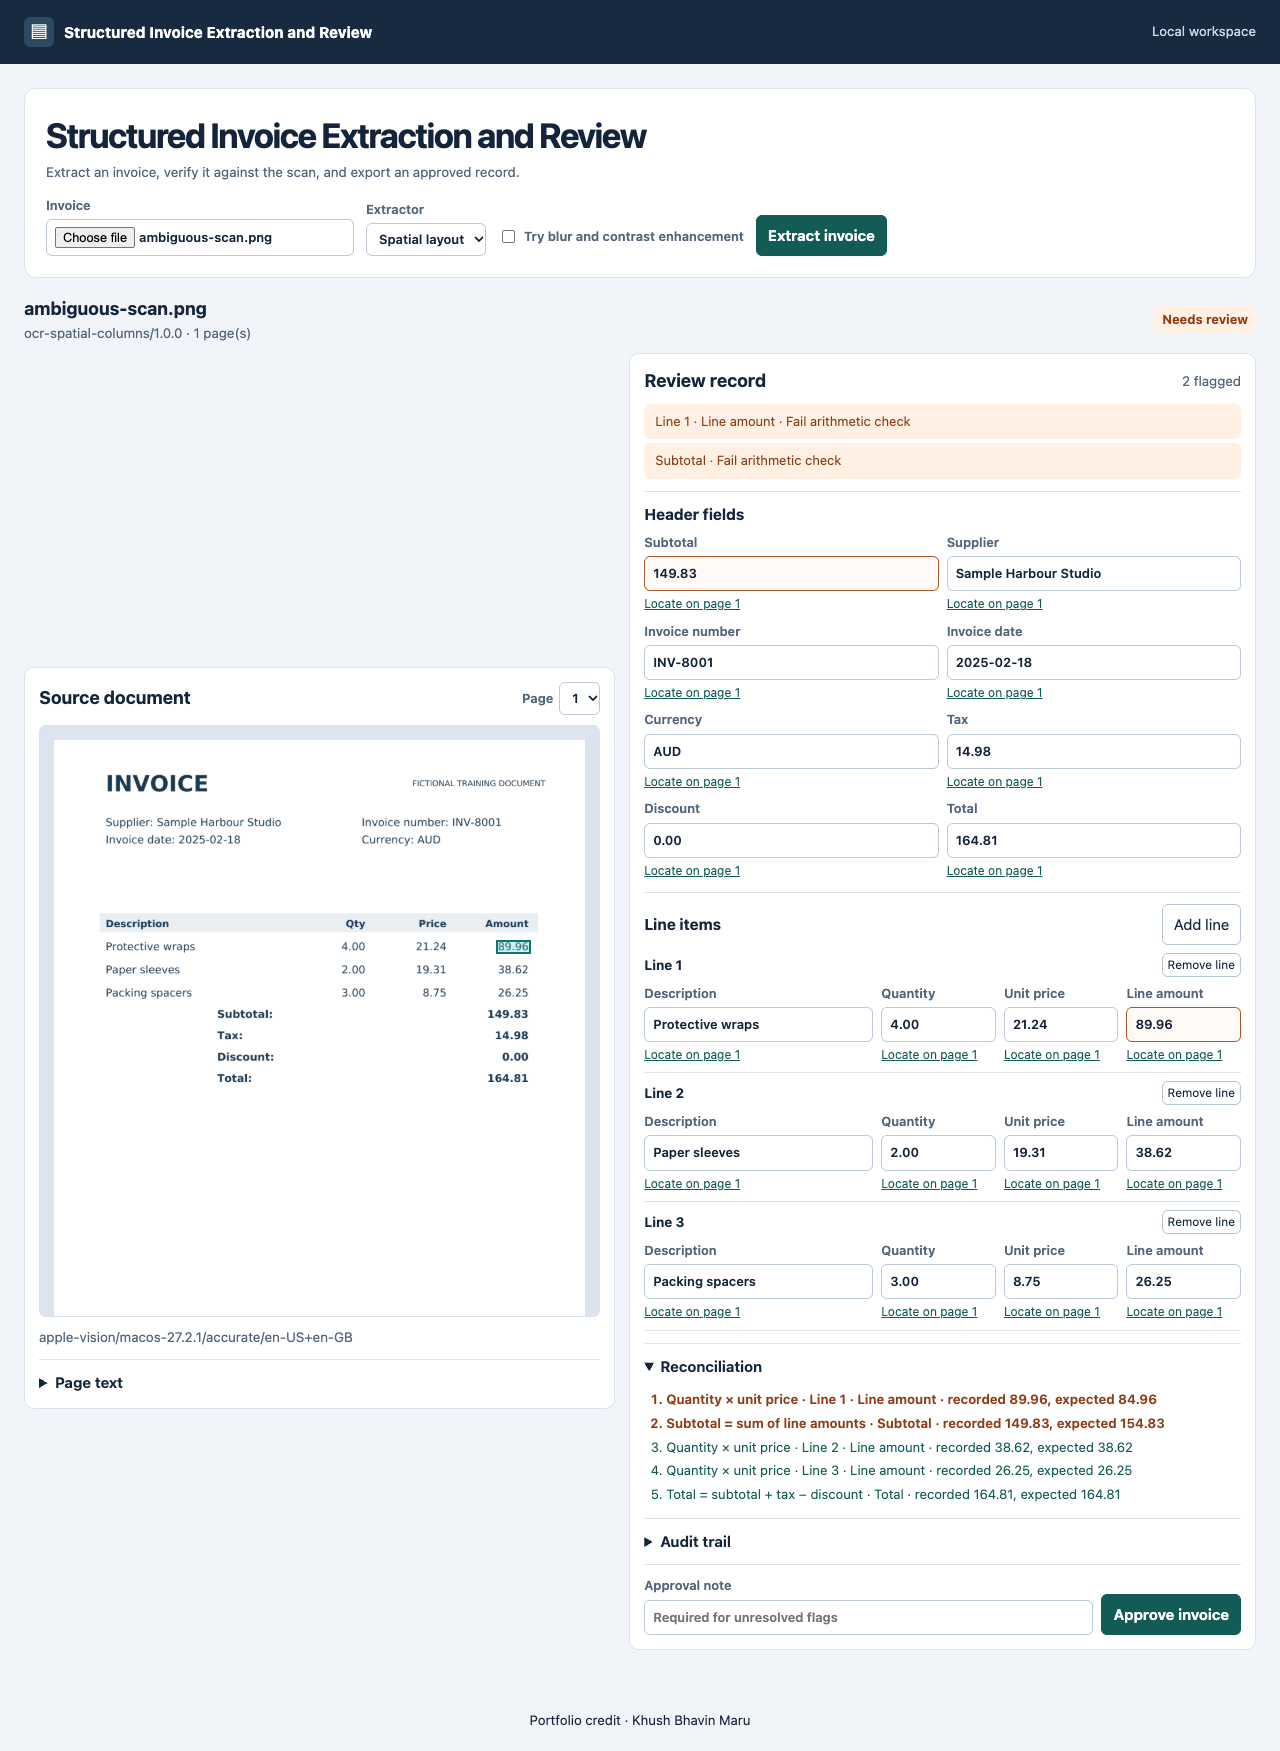 Structured Invoice Extraction and Review
Local workspace
Structured Invoice Extraction and Review
Extract an invoice, verify it against the scan, and export an approved record.
Invoice
Choose file ambiguous-scan.png
Extractor
Spatial layout
Try blur and contrast enhancement
Extract invoice
ambiguous-scan.png
ocr-spatial-columns/1.0.0 · 1 page(s)
Needs review
Source document
Page 1
INVOICE
FICTIONAL TRAINING DOCUMENT
Supplier: Sample Harbour Studio
Invoice number: INV-8001
Invoice date: 2025-02-18
Currency: AUD
Description Qty Price Amount
Protective wraps 4.00 21.24 89.96
Paper sleeves 2.00 19.31 38.62
Packing spacers 3.00 8.75 26.25
Subtotal: 149.83
Tax: 14.98
Discount: 0.00
Total: 164.81
apple-vision/macos-27.2.1/accurate/en-US+en-GB
Page text
Review record
2 flagged
Line 1 · Line amount · Fail arithmetic check
Subtotal · Fail arithmetic check
Header fields
Subtotal Supplier
149.83 Sample Harbour Studio
Locate on page 1 Locate on page 1
Invoice number Invoice date
INV-8001 2025-02-18
Locate on page 1 Locate on page 1
Currency Tax
AUD 14.98
Locate on page 1 Locate on page 1
Discount Total
0.00 164.81
Locate on page 1 Locate on page 1
Line items
Add line
Line 1 Remove line
Description Quantity Unit price Line amount
Protective wraps 4.00 21.24 89.96
Locate on page 1 Locate on page 1 Locate on page 1 Locate on page 1
Line 2 Remove line
Description Quantity Unit price Line amount
Paper sleeves 2.00 19.31 38.62
Locate on page 1 Locate on page 1 Locate on page 1 Locate on page 1
Line 3 Remove line
Description Quantity Unit price Line amount
Packing spacers 3.00 8.75 26.25
Locate on page 1 Locate on page 1 Locate on page 1 Locate on page 1
Reconciliation
1. Quantity × unit price · Line 1 · Line amount · recorded 89.96, expected 84.96
2. Subtotal = sum of line amounts · Subtotal · recorded 149.83, expected 154.83
3. Quantity × unit price · Line 2 · Line amount · recorded 38.62, expected 38.62
4. Quantity × unit price · Line 3 · Line amount · recorded 26.25, expected 26.25
5. Total = subtotal + tax − discount · Total · recorded 164.81, expected 164.81
Audit trail
Approval note
Required for unresolved flags
Approve invoice
Portfolio credit · Khush Bhavin Maru